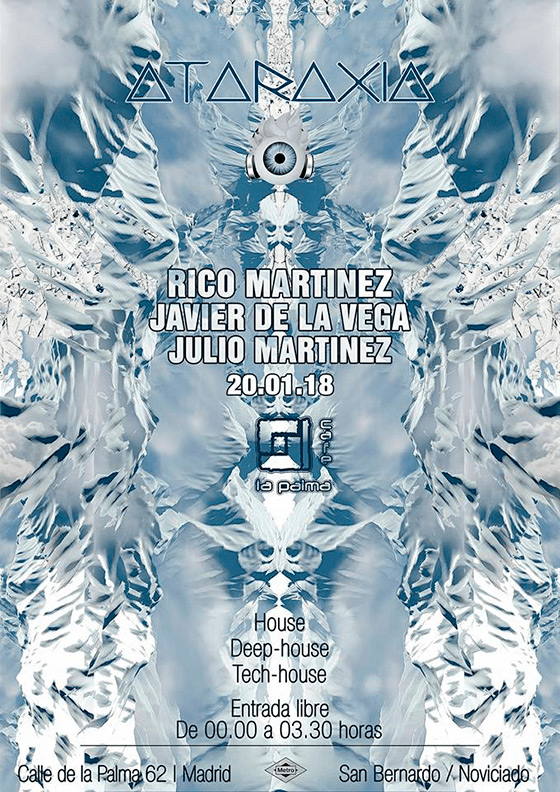 ATARAXIA
RICO MARTINEZ
JAVIER DE LA VEGA
JULIO MARTINEZ
20.01.18
cafe
la palma
House
Deep-house
Tech-house
Entrada libre
De 00.00 a 03.30 horas
Calle de la Palma 62 | Madrid
Metro
San Bernardo / Noviciado